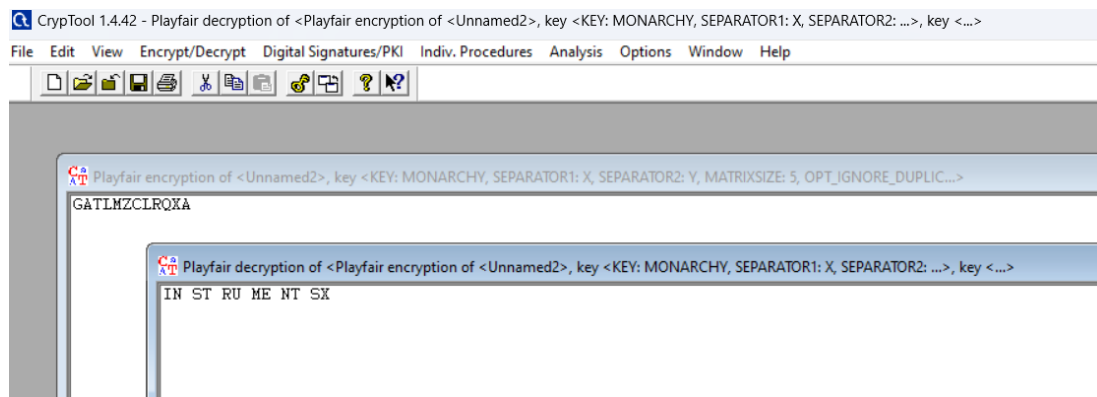 CrypTool 1.4.42 - Playfair decryption of <Playfair encryption of <Unnamed2>, key <KEY: MONARCHY, SEPARATOR1: X, SEPARATOR2: ...>, key <...>
File Edit View Encrypt/Decrypt Digital Signatures/PKI Indiv. Procedures Analysis Options Window Help
Playfair encryption of <Unnamed2>, key <KEY: MONARCHY, SEPARATOR1: X, SEPARATOR2: Y, MATRIXSIZE: 5, OPT_IGNORE_DUPLIC...>
GATLMZCLRQXA
Playfair decryption of <Playfair encryption of <Unnamed2>, key <KEY: MONARCHY, SEPARATOR1: X, SEPARATOR2: ...>, key <...>
IN ST RU ME NT SX